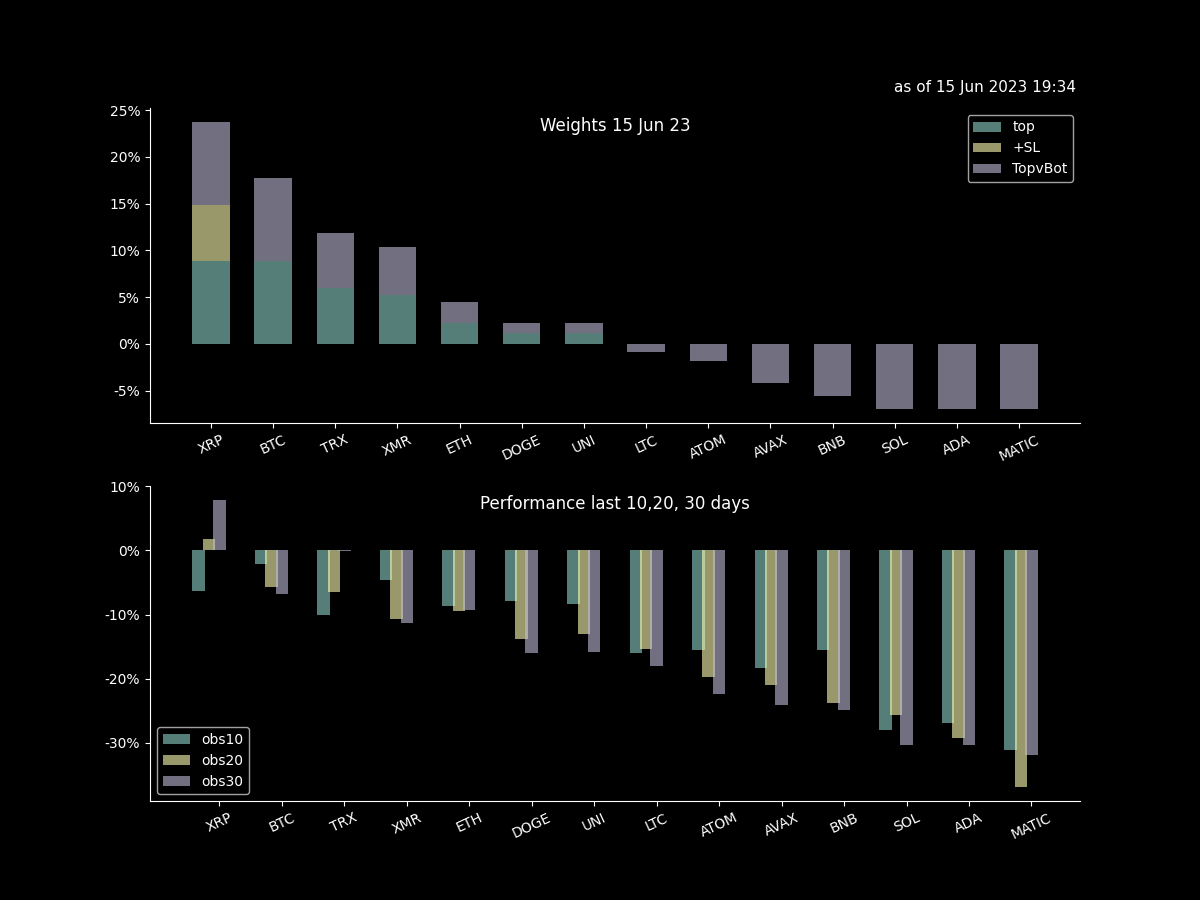 as of 15 Jun 2023 19:34
Weights 15 Jun 23
25%
20%
15%
10%
5%
0%
-5%
top
+SL
TopvBot
XRP BTC TRX XMR ETH DOGE UNI LTC ATOM AVAX BNB SOL ADA MATIC
Performance last 10,20, 30 days
10%
0%
-10%
-20%
-30%
obs10
obs20
obs30
XRP BTC TRX XMR ETH DOGE UNI LTC ATOM AVAX BNB SOL ADA MATIC